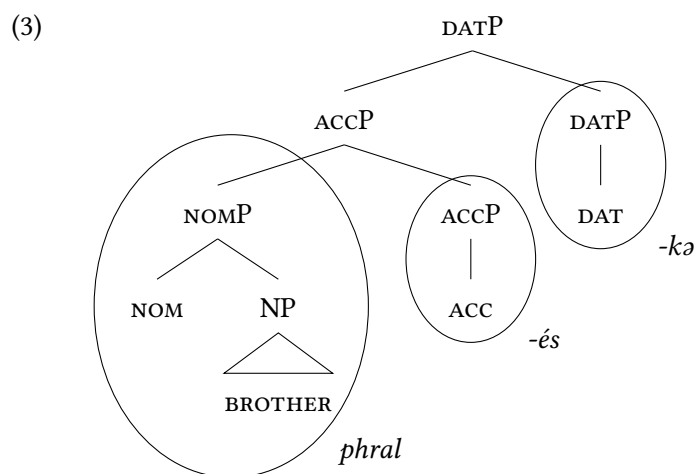 (3)
DATP
ACCP DATP
NOMP ACCP DAT
-kə
NOM NP ACC
-és
BROTHER
phral